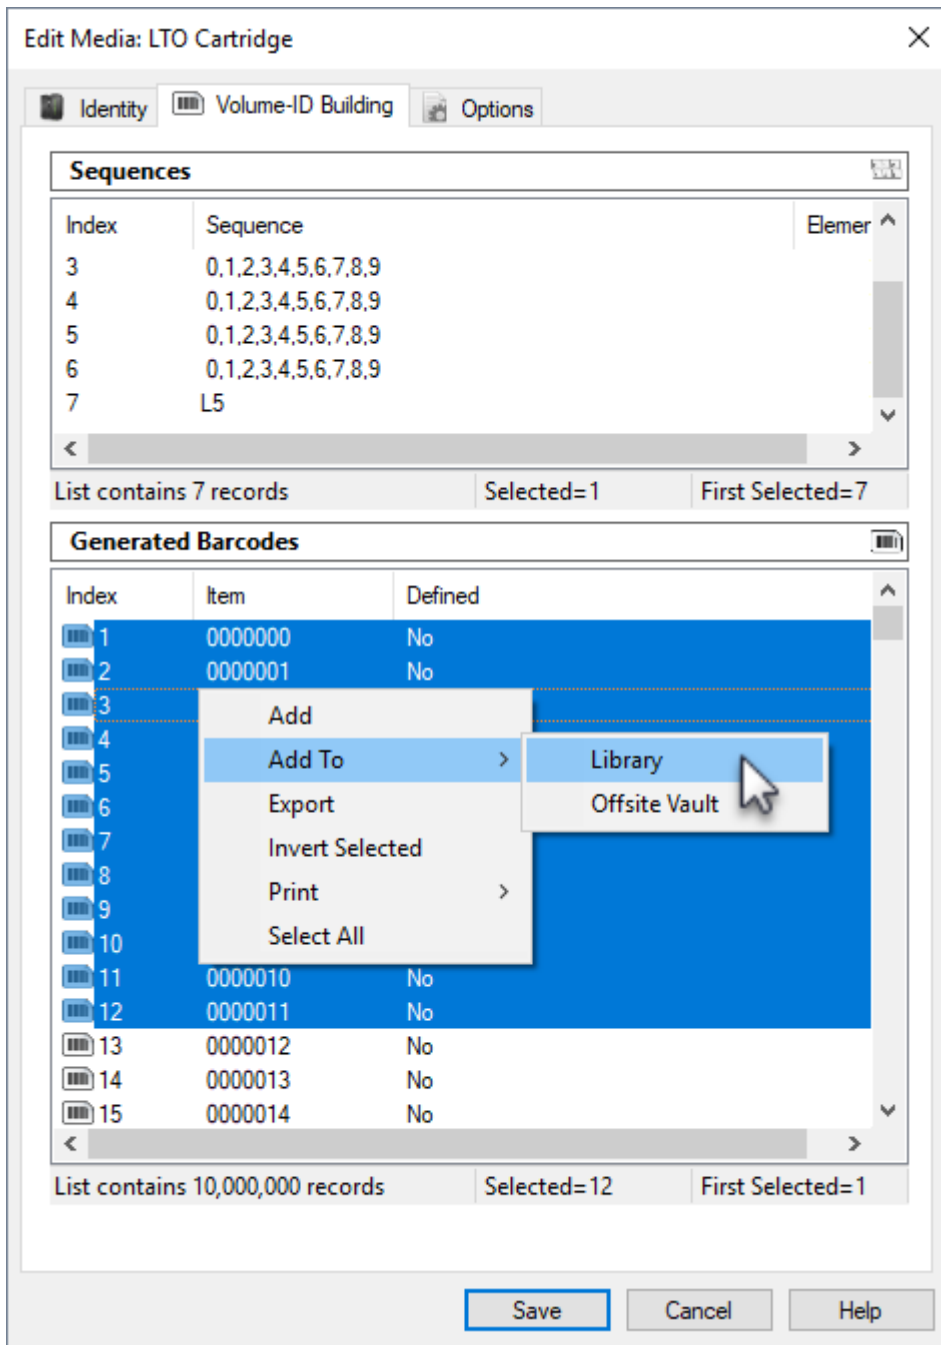 Edit Media: LTO Cartridge
Identity Volume-ID Building Options
Sequences
Index Sequence Elemer
3 0,1,2,3,4,5,6,7,8,9
4 0,1,2,3,4,5,6,7,8,9
5 0,1,2,3,4,5,6,7,8,9
6 0,1,2,3,4,5,6,7,8,9
7 L5
List contains 7 records Selected=1 First Selected=7
Generated Barcodes
Index Item Defined
1 0000000 No
2 0000001 No
3
4
5
6
7
8
9
10
11 0000010 No
12 0000011 No
13 0000012 No
14 0000013 No
15 0000014 No
Add
Add To
Export
Invert Selected
Print
Select All
Library
Offsite Vault
List contains 10,000,000 records Selected=12 First Selected=1
Save Cancel Help